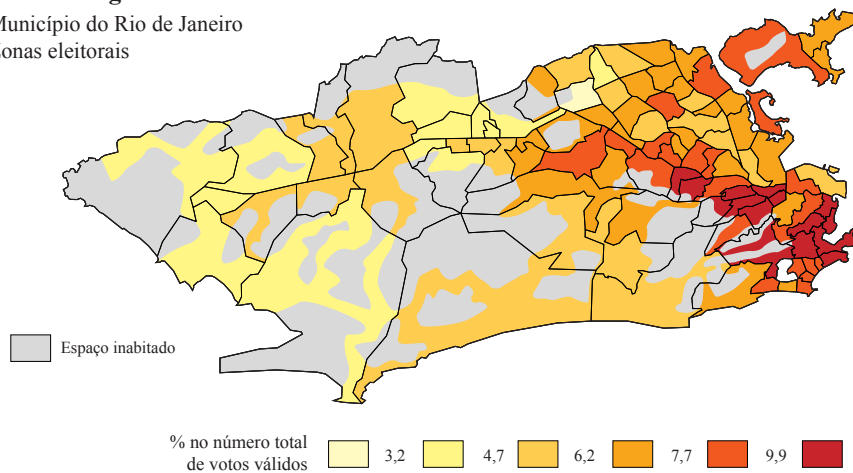 Município do Rio de Janeiro
Zonas eleitorais
Espaço inabitado
% no número total
de votos válidos
3,2
4,7
6,2
7,7
9,9